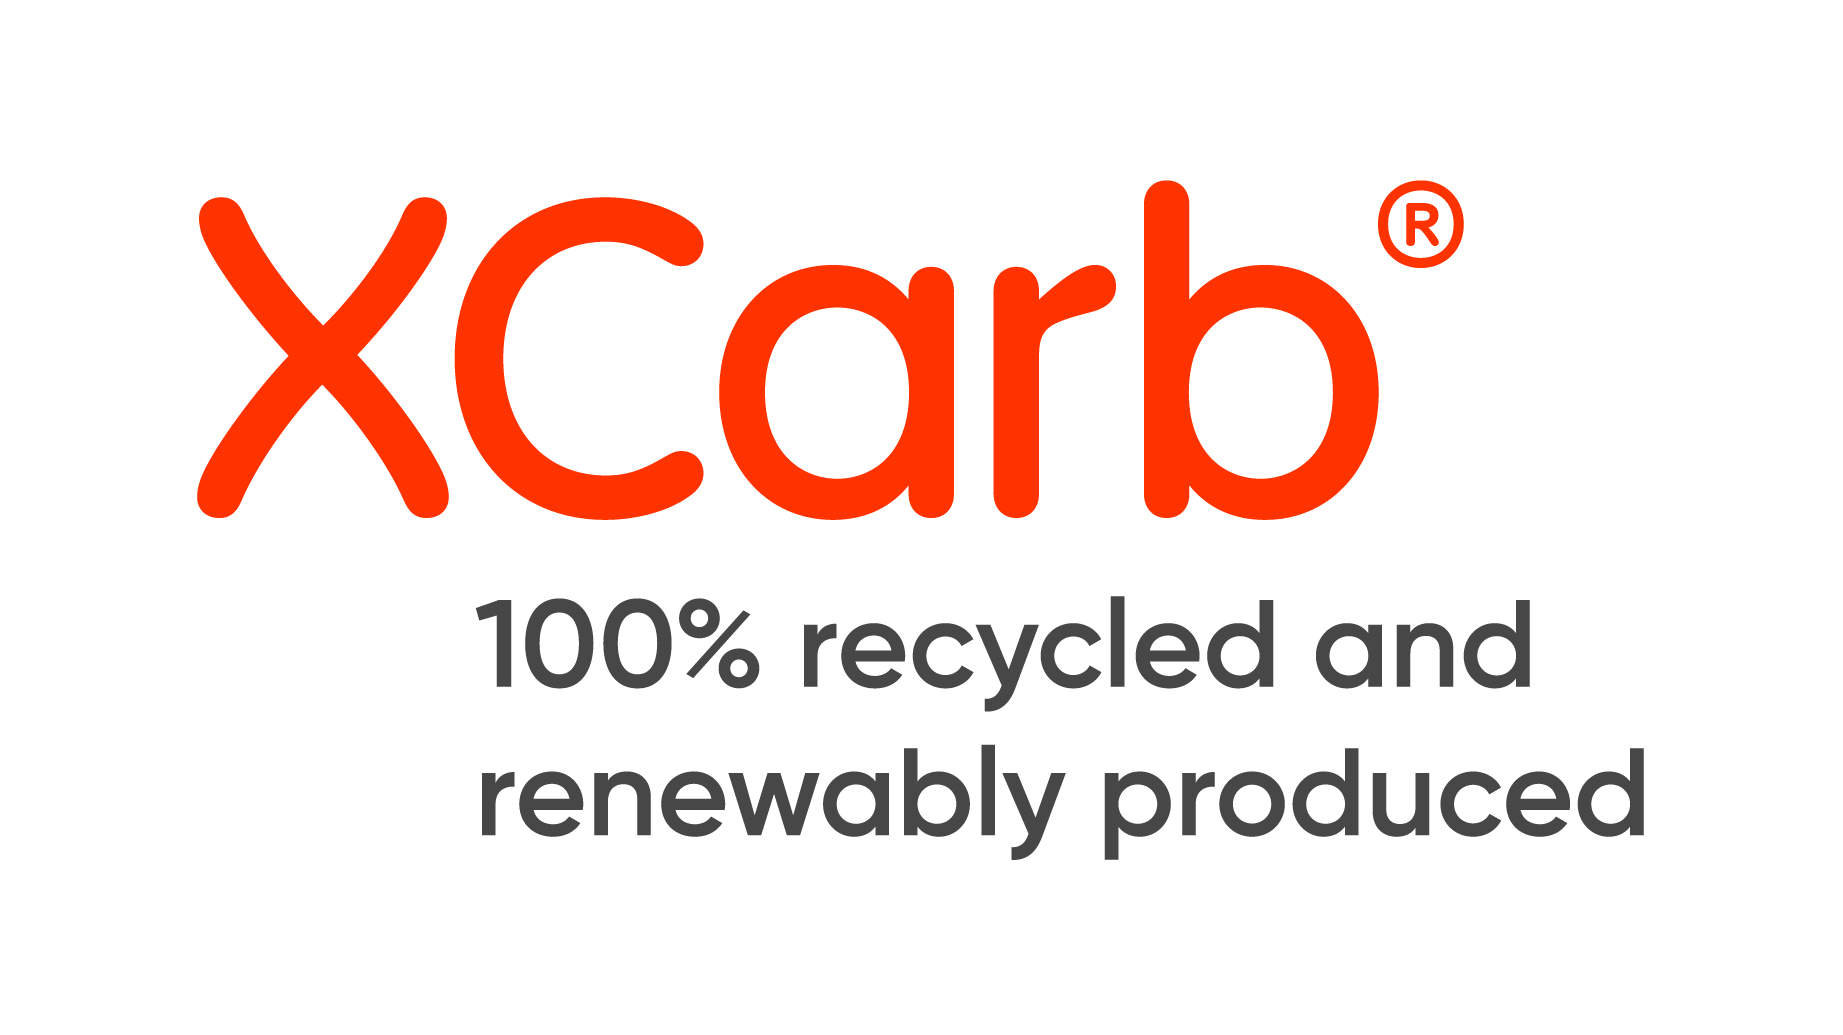 XCarb®
100% recycled and
renewably produced